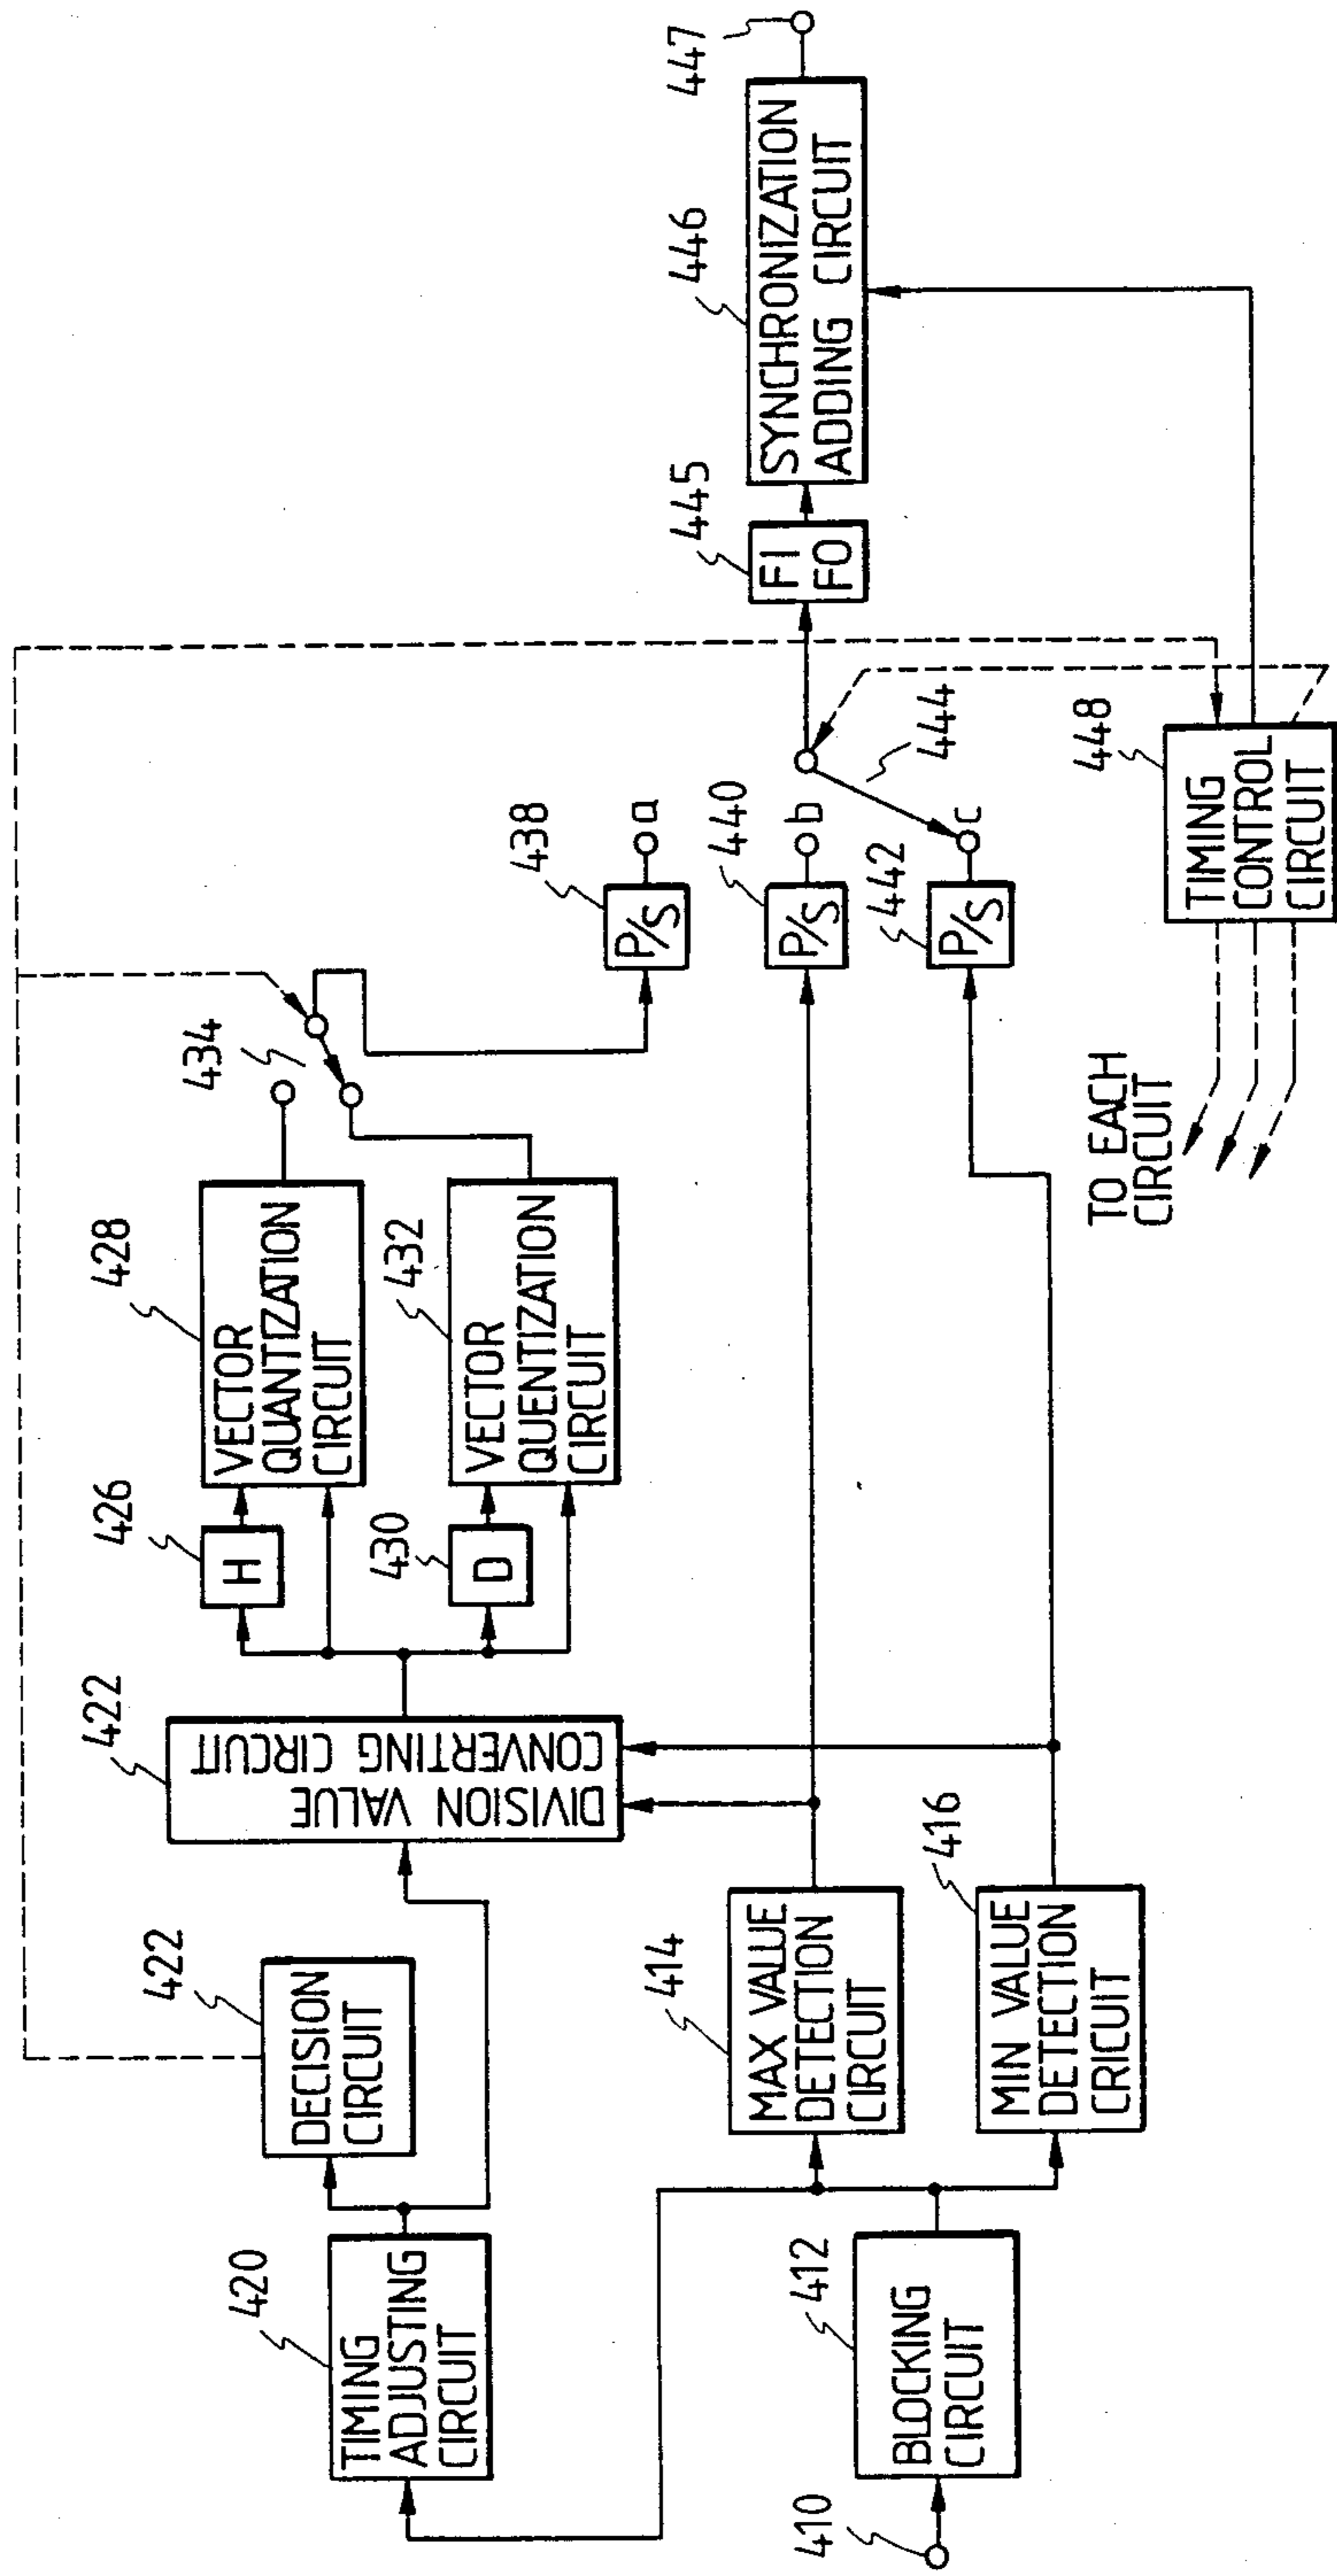 420
TIMING
ADJUSTING
CIRCUIT
422
DECISION
CIRCUIT
422
DIVISION VALUE
CONVERTING CIRCUIT
426
H
428
VECTOR
QUANTIZATION
CIRCUIT
430
D
432
VECTOR
QUENTIZATION
CIRCUIT
434
410
412
BLOCKING
CIRCUIT
414
MAX VALUE
DETECTION
CIRCUIT
416
MIN VALUE
DETECTION
CRICUIT
438
P/S
a
440
P/S
b
442
P/S
c
444
445
FI
FO
446
SYNCHRONIZATION
ADDING CIRCUIT
447
448
TIMING
CONTROL
CIRCUIT
TO EACH
CIRCUIT